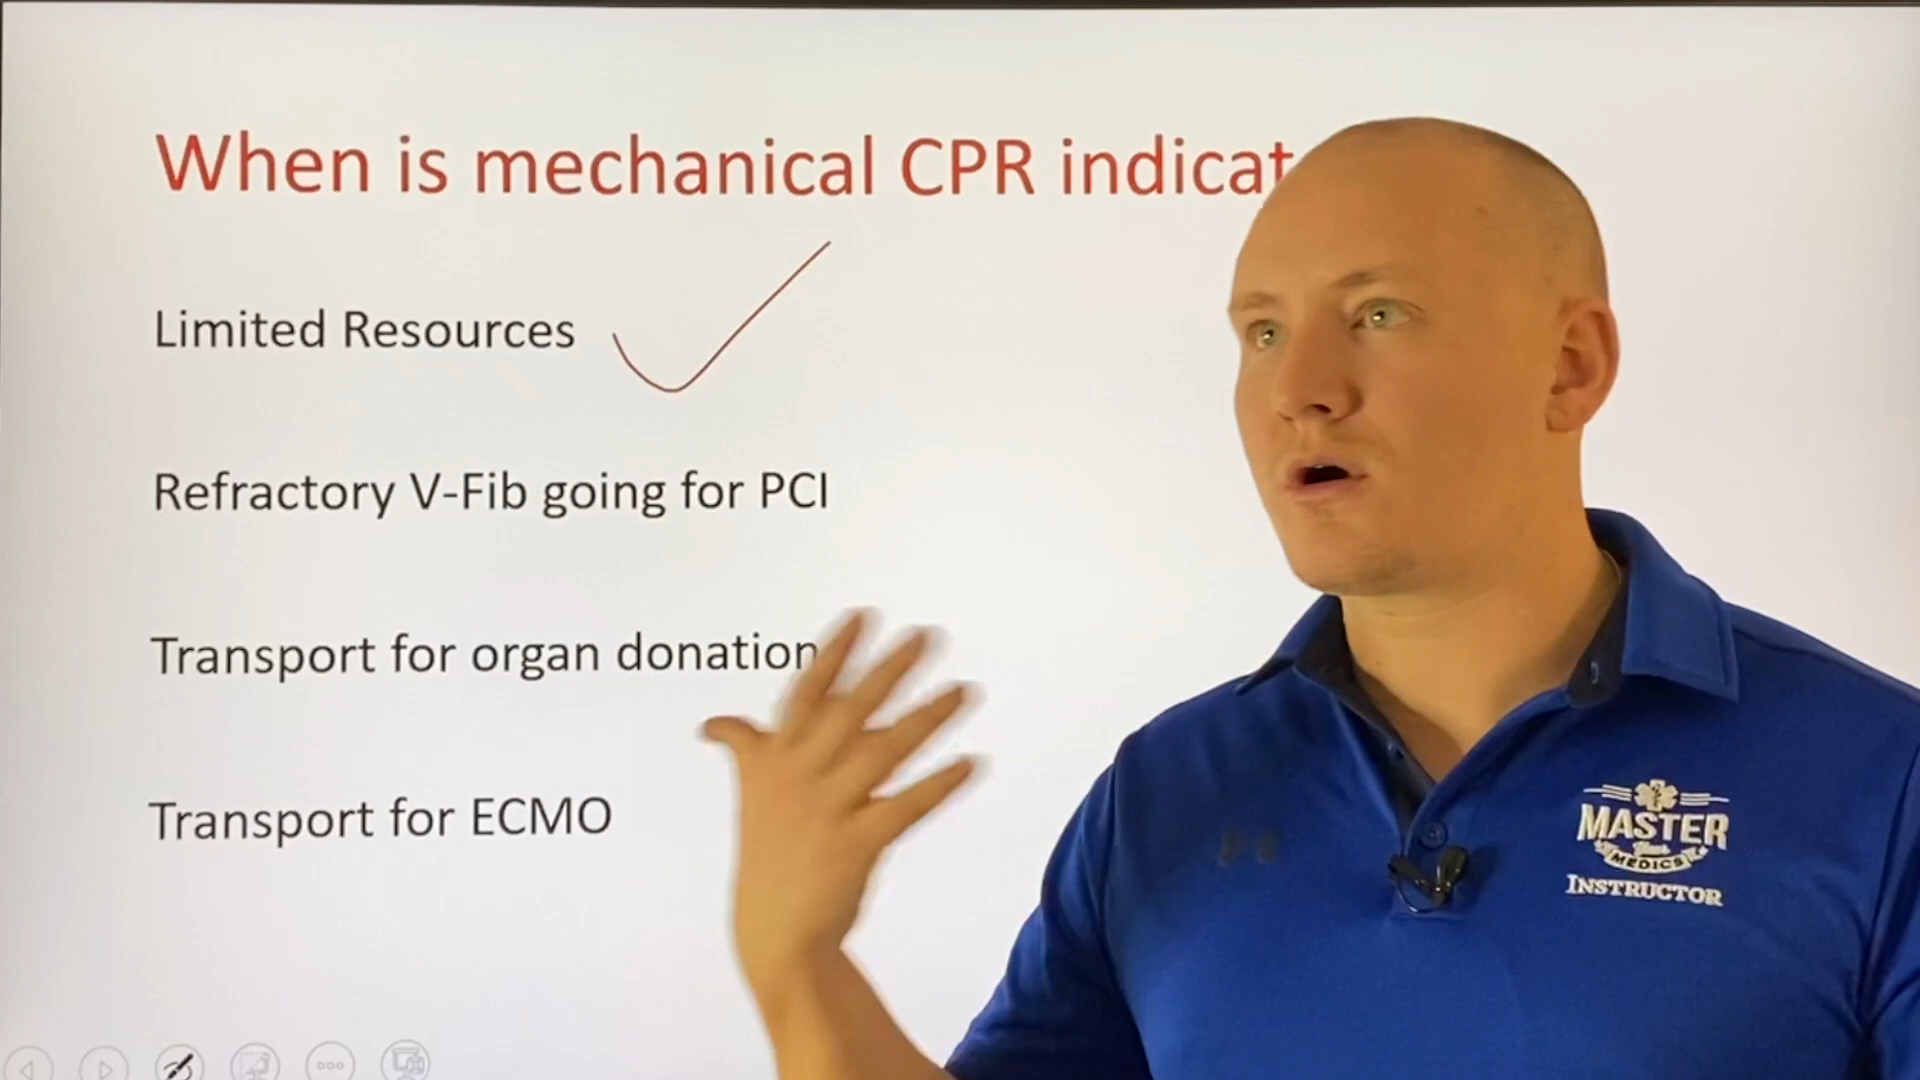 When is mechanical CPR indicat
Limited Resources
Refractory V-Fib going for PCI
Transport for organ donation
Transport for ECMO
MASTER
Your
MEDICS
INSTRUCTOR